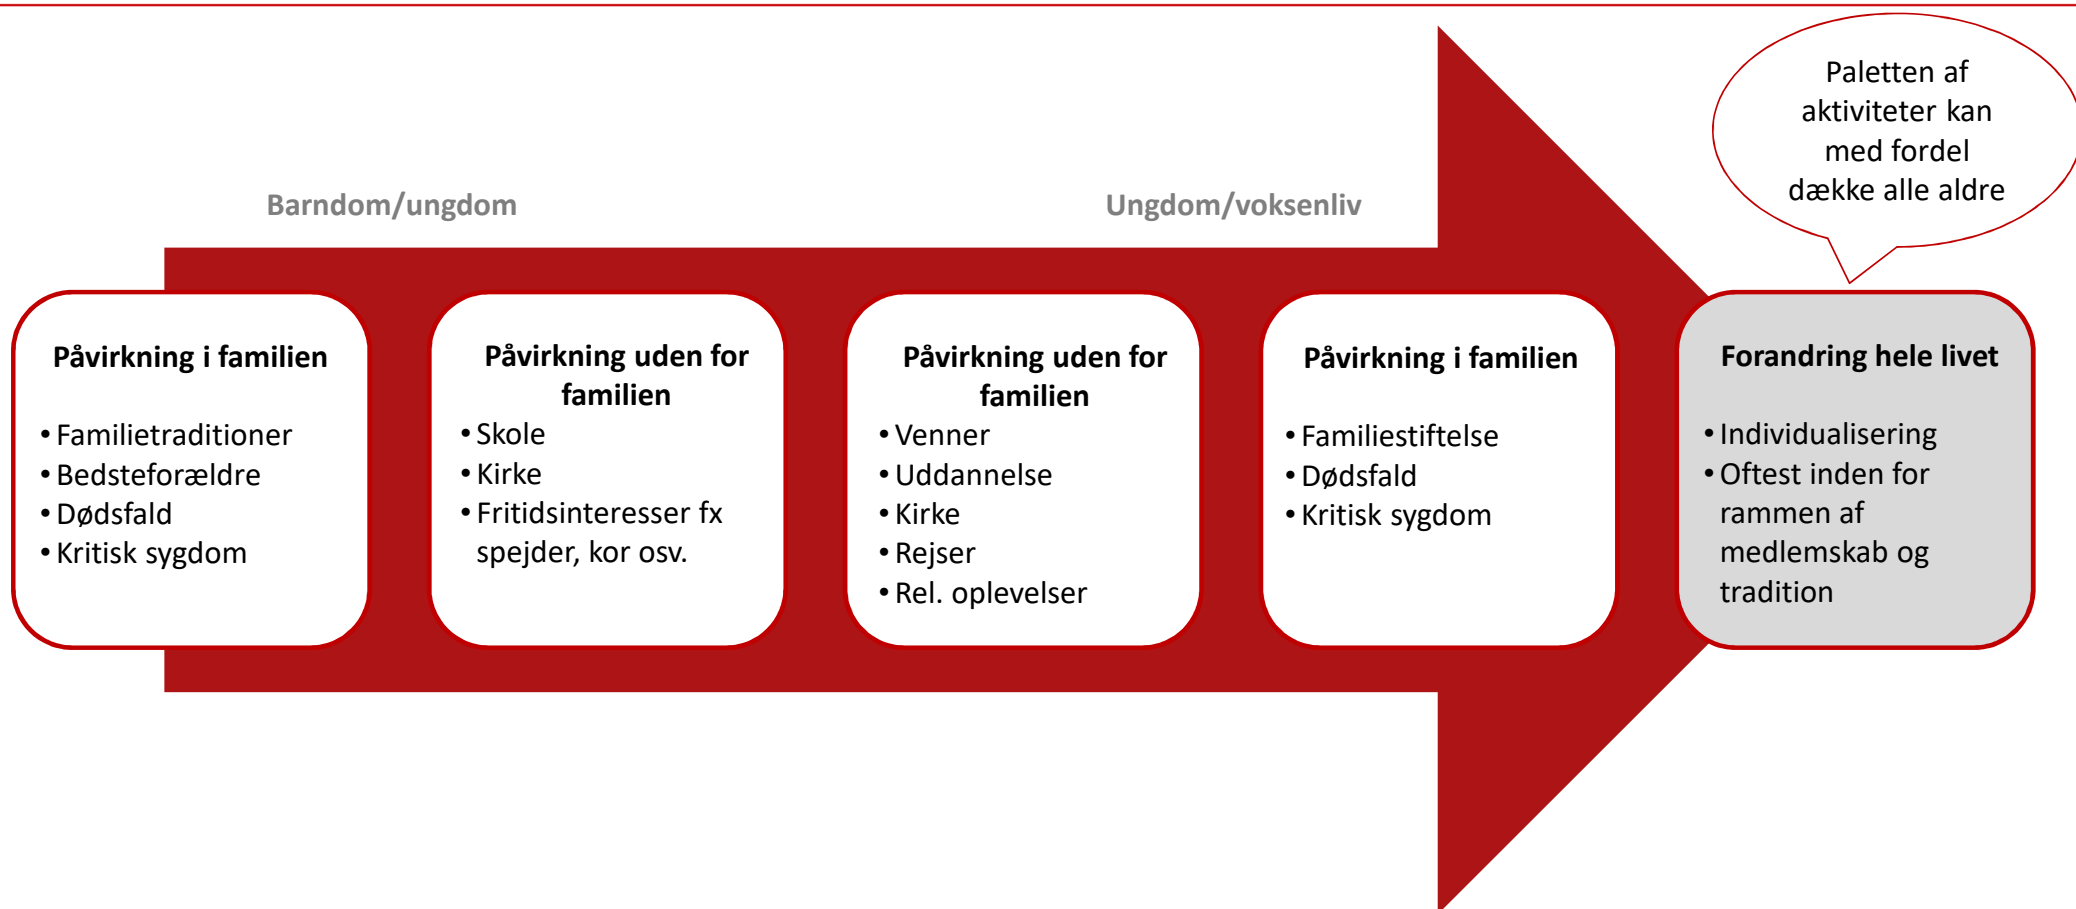 Paletten af
aktiviteter kan
med fordel
dække alle aldre
Barndom/ungdom
Ungdom/voksenliv
Påvirkning i familien
• Familietraditioner
• Bedsteforældre
• Dødsfald
• Kritisk sygdom
Påvirkning uden for
familien
• Skole
• Kirke
• Fritidsinteresser fx
spejder, kor osv.
Påvirkning uden for
familien
• Venner
• Uddannelse
• Kirke
• Rejser
• Rel. oplevelser
Påvirkning i familien
• Familiestiftelse
• Dødsfald
• Kritisk sygdom
Forandring hele livet
• Individualisering
• Oftest inden for
rammen af
medlemskab og
tradition